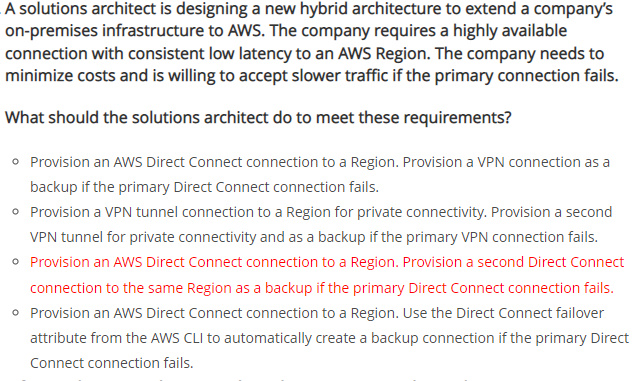 A solutions architect is designing a new hybrid architecture to extend a company's
on-premises infrastructure to AWS. The company requires a highly available
connection with consistent low latency to an AWS Region. The company needs to
minimize costs and is willing to accept slower traffic if the primary connection fails.
What should the solutions architect do to meet these requirements?
Provision an AWS Direct Connect connection to a Region. Provision a VPN connection as a
backup if the primary Direct Connect connection fails.
Provision a VPN tunnel connection to a Region for private connectivity. Provision a second
VPN tunnel for private connectivity and as a backup if the primary VPN connection fails.
Provision an AWS Direct Connect connection to a Region. Provision a second Direct Connect
connection to the same Region as a backup if the primary Direct Connect connection fails.
Provision an AWS Direct Connect connection to a Region. Use the Direct Connect failover
attribute from the AWS CLI to automatically create a backup connection if the primary Direct
Connect connection fails.